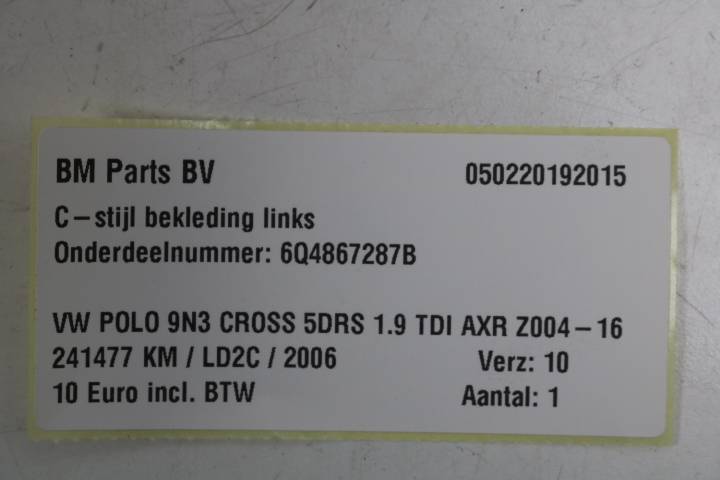 BM Parts BV 050220192015
C-stijl bekleding links
Onderdeelnummer: 6Q4867287B
VW POLO 9N3 CROSS 5DRS 1.9 TDI AXR Z004-16
241477 KM / LD2C / 2006 Verz: 10
10 Euro incl. BTW Aantal: 1